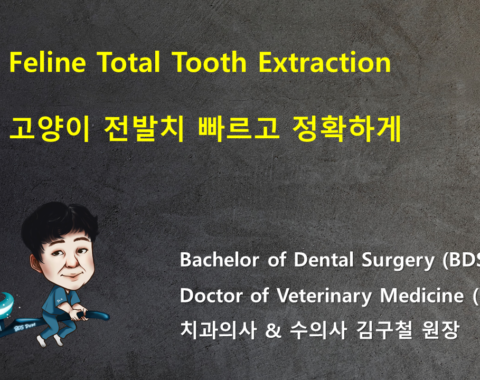 Feline Total Tooth Extraction
고양이 전발치 빠르고 정확하게
Bachelor of Dental Surgery (BDS
Doctor of Veterinary Medicine (
치과의사 & 수의사 김구철 원장